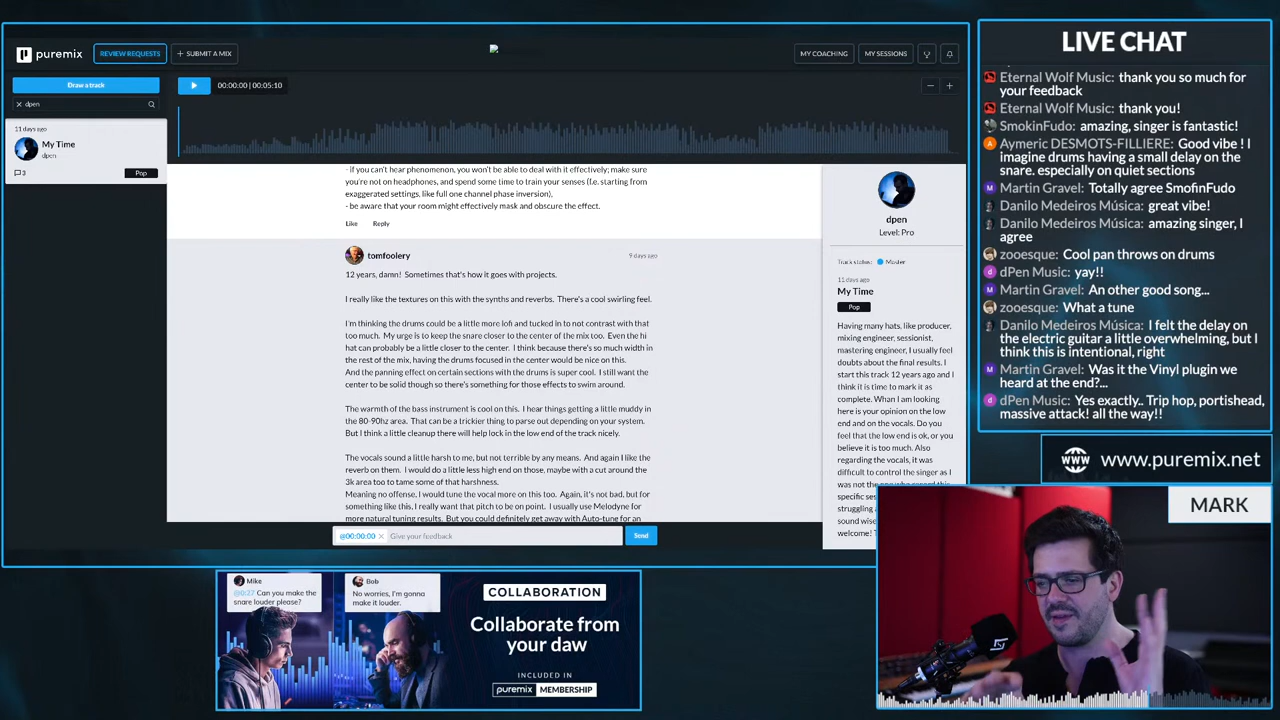 puremix
REVIEW REQUESTS
+ SUBMIT A MIX
MY COACHING
MY SESSIONS
Draw a track
dpen
00:00:00 | 00:05:10
11 days ago
My Time
dpen
3
Pop
- if you can't hear phenomenon, you won't be able to deal with it effectively; make sure
you're not on headphones, and spend some time to train your senses (I.e. starting from
exaggerated settings, like full one channel phase inversion),
- be aware that your room might effectively mask and obscure the effect.
Like Reply
tomfoolery
9 days ago
12 years, damn! Sometimes that's how it goes with projects.
I really like the textures on this with the synths and reverbs. There's a cool swirling feel.
I'm thinking the drums could be a little more lofi and tucked in to not contrast with that
too much. My urge is to keep the snare closer to the center of the mix too. Even the hi
hat can probably be a little closer to the center. I think because there's so much width in
the rest of the mix, having the drums focused in the center would be nice on this.
And the panning effect on certain sections with the drums is super cool. I still want the
center to be solid though so there's something for those effects to swim around.
The warmth of the bass instrument is cool on this. I hear things getting a little muddy in
the 80-90hz area. That can be a trickier thing to parse out depending on your system.
But I think a little cleanup there will help lock in the low end of the track nicely.
The vocals sound a little harsh to me, but not terrible by any means. And again I like the
reverb on them. I would do a little less high end on those, maybe with a cut around the
3k area too to tame some of that harshness.
Meaning no offense, I would tune the vocal more on this too. Again, it's not bad, but for
something like this, I really want that pitch to be on point. I usually use Melodyne for
more natural tuning results. But you could definitely get away with Auto-tune for an
@00:00:00 Give your feedback
Send
dpen
Level: Pro
Track status: Master
11 days ago
My Time
Pop
Having many hats, like producer,
mixing engineer, sessionist,
mastering engineer, I usually feel
doubts about the final results. I
start this track 12 years ago and I
think it is time to mark it as
complete. Whan I am looking
here is your opinion on the low
end and on the vocals. Do you
feel that the low end is ok, or you
believe it is too much. Also
regarding the vocals, it was
difficult to control the singer as I
was not the one who record this
specific ses
struggling
sound wise
welcome! T
LIVE CHAT
Eternal Wolf Music: thank you so much for
your feedback
Eternal Wolf Music: thank you!
SmokinFudo: amazing, singer is fantastic!
Aymeric DESMOTS-FILLIERE: Good vibe ! I
imagine drums having a small delay on the
snare. especially on quiet sections
Martin Gravel: Totally agree SmofinFudo
Danilo Medeiros Música: great vibe!
Danilo Medeiros Música: amazing singer, I
agree
zooesque: Cool pan throws on drums
dPen Music: yay!!
Martin Gravel: An other good song...
zooesque: What a tune
Danilo Medeiros Música: I felt the delay on
the electric guitar a little overwhelming, but I
think this is intentional, right
Martin Gravel: Was it the Vinyl plugin we
heard at the end?...
dPen Music: Yes exactly.. Trip hop, portishead,
massive attack! all the way!!
WWW www.puremix.net
MARK
Mike
@0:27 Can you make the
snare louder please?
Bob
No worries, I'm gonna
make it louder.
COLLABORATION
Collaborate from
your daw
INCLUDED IN
puremix MEMBERSHIP